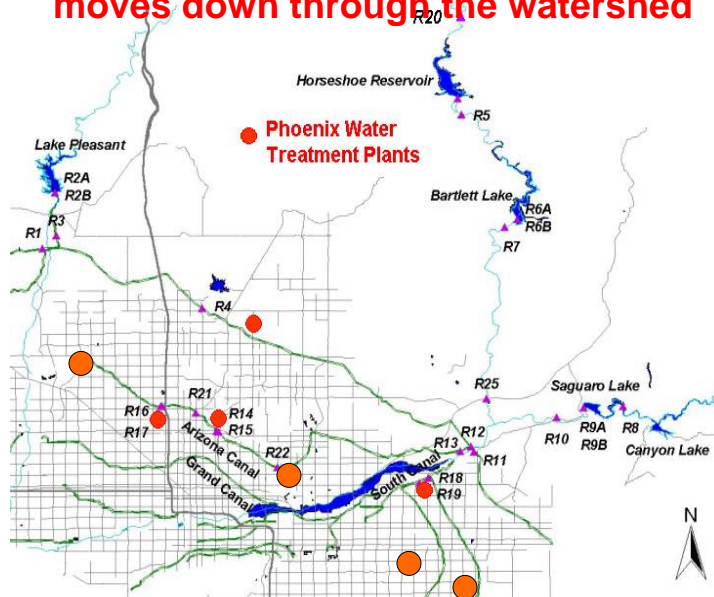 moves down through the watershed
R20
Horseshoe Reservoir
R5
Phoenix Water
Treatment Plants
Lake Pleasant
R2A
R2B
Bartlett Lake
R6A
R6B
R3
R1
R7
R4
R25
Saguaro Lake
R21
R16
R14
R17
R15
R10
R9A
R8
R9B
Canyon Lake
Arizona Canal
R12
R13
R11
R22
Grand Canal
South Canal
R18
R19
N